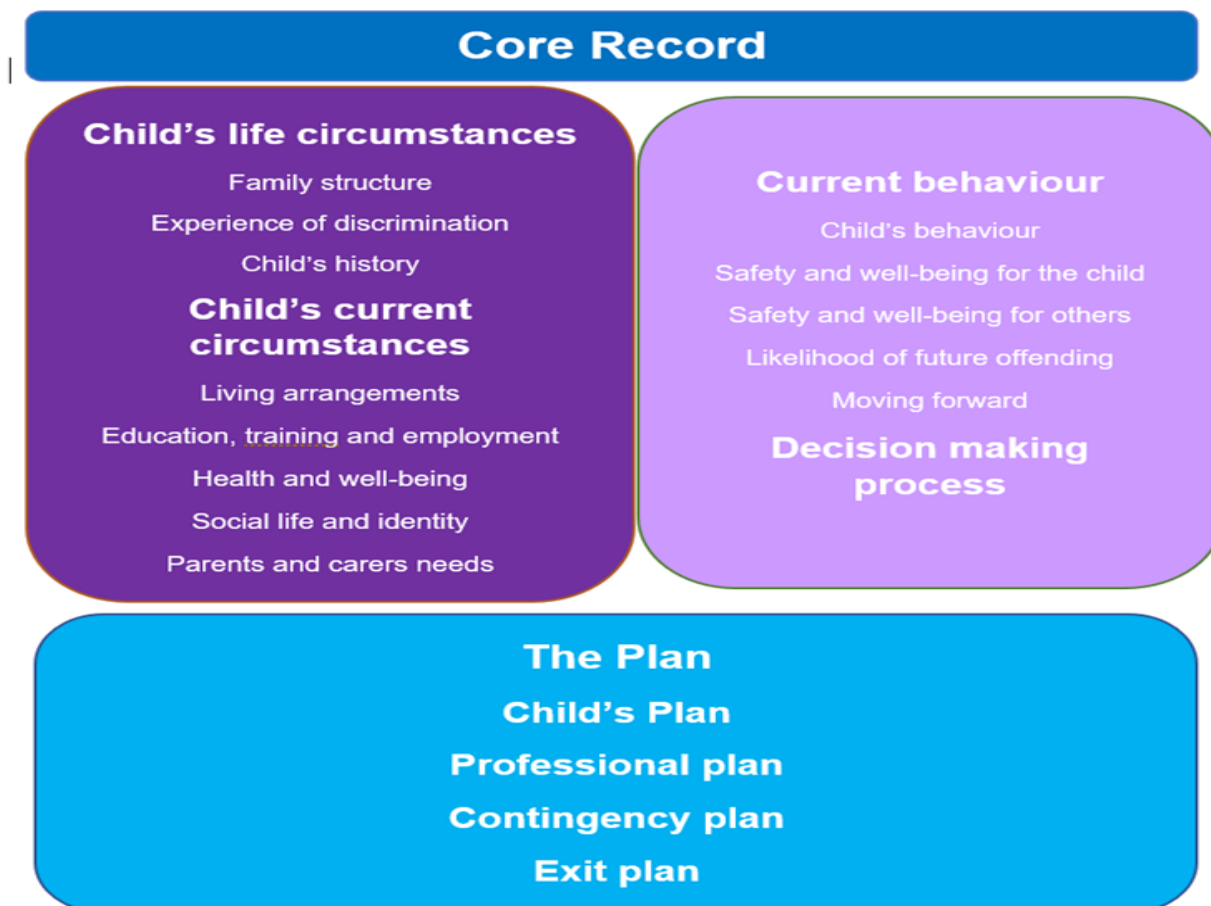 Core Record
Child’s life circumstances
Family structure
Experience of discrimination
Child’s history
Child’s current
circumstances
Living arrangements
Education, training and employment
Health and well-being
Social life and identity
Parents and carers needs
Current behaviour
Child’s behaviour
Safety and well-being for the child
Safety and well-being for others
Likelihood of future offending
Moving forward
Decision making
process
The Plan
Child’s Plan
Professional plan
Contingency plan
Exit plan